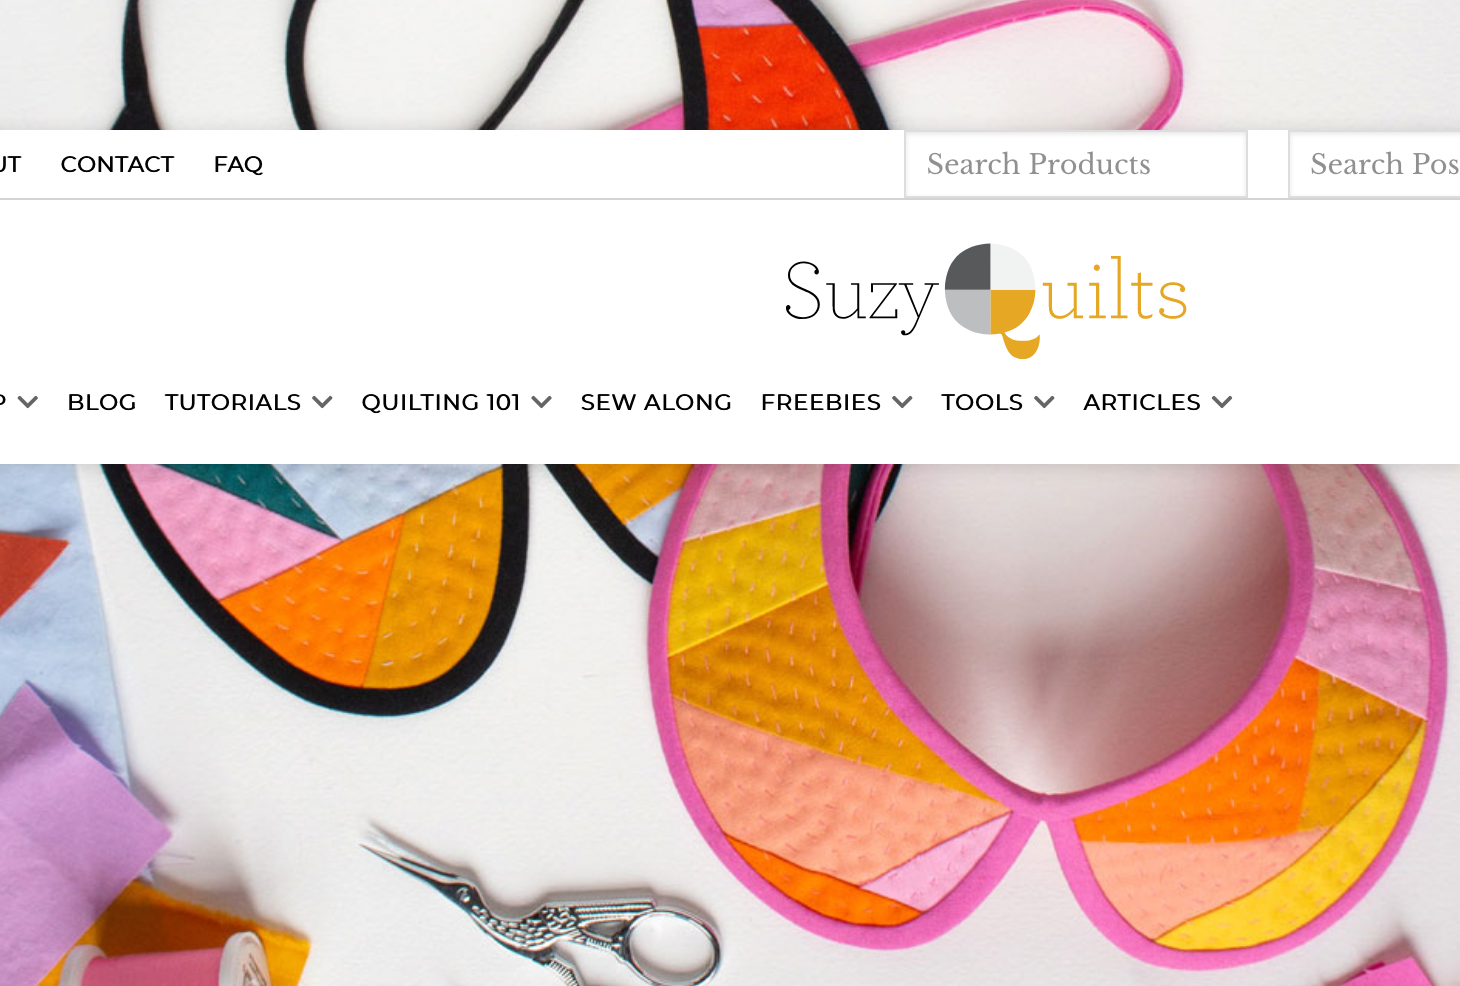 UT CONTACT FAQ Search Products Search Pos
Suzy Quilts
P BLOG TUTORIALS QUILTING 101 SEW ALONG FREEBIES TOOLS ARTICLES